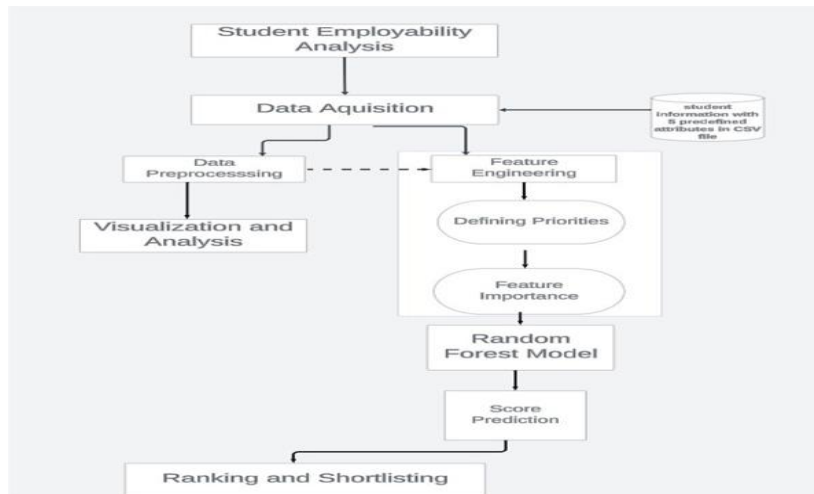 Student Employability
Analysis
Data Aquisition
student
information with
5 predefined
attributes in CSV
file
Data
Preprocesssing
Feature
Engineering
Defining Priorities
Visualization and
Analysis
Feature
Importance
Random
Forest Model
Score
Prediction
Ranking and Shortlisting